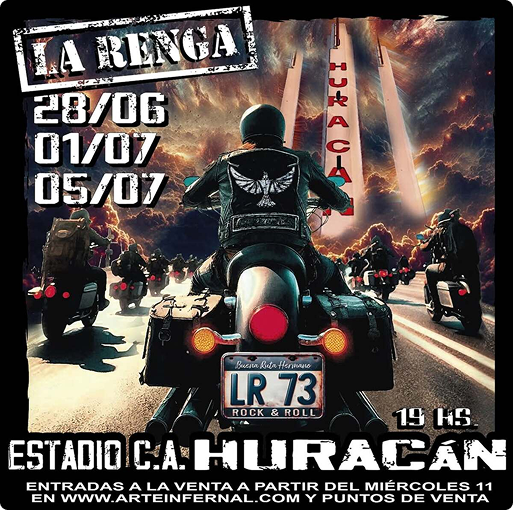 LA RENGA
28/06
01/07
05/07
HURACAN
Buena Ruta Hermano
LR 73
ROCK & ROLL
19 HS.
ESTADIO C.A. HURACÁN
ENTRADAS A LA VENTA A PARTIR DEL MIÉRCOLES 11
EN WWW.ARTEINFERNAL.COM Y PUNTOS DE VENTA